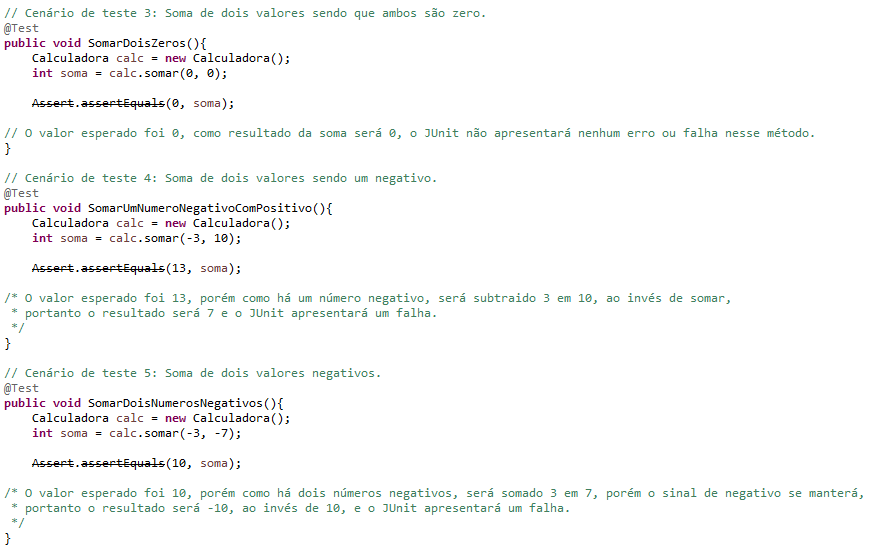 // Cenário de teste 3: Soma de dois valores sendo que ambos são zero.
@Test
public void SomarDoisZeros(){
Calculadora calc = new Calculadora();
int soma = calc.somar(0, 0);
Assert.assertEquals(0, soma);
// O valor esperado foi 0, como resultado da soma será 0, o JUnit não apresentará nenhum erro ou falha nesse método.
}
// Cenário de teste 4: Soma de dois valores sendo um negativo.
@Test
public void SomarUmNumeroNegativoComPositivo(){
Calculadora calc = new Calculadora();
int soma = calc.somar(-3, 10);
Assert.assertEquals(13, soma);
/* O valor esperado foi 13, porém como há um número negativo, será subtraido 3 em 10, ao invés de somar,
* portanto o resultado será 7 e o JUnit apresentará um falha.
*/
}
// Cenário de teste 5: Soma de dois valores negativos.
@Test
public void SomarDoisNumerosNegativos(){
Calculadora calc = new Calculadora();
int soma = calc.somar(-3, -7);
Assert.assertEquals(10, soma);
/* O valor esperado foi 10, porém como há dois números negativos, será somado 3 em 7, porém o sinal de negativo se manterá,
* portanto o resultado será -10, ao invés de 10, e o JUnit apresentará um falha.
*/
}